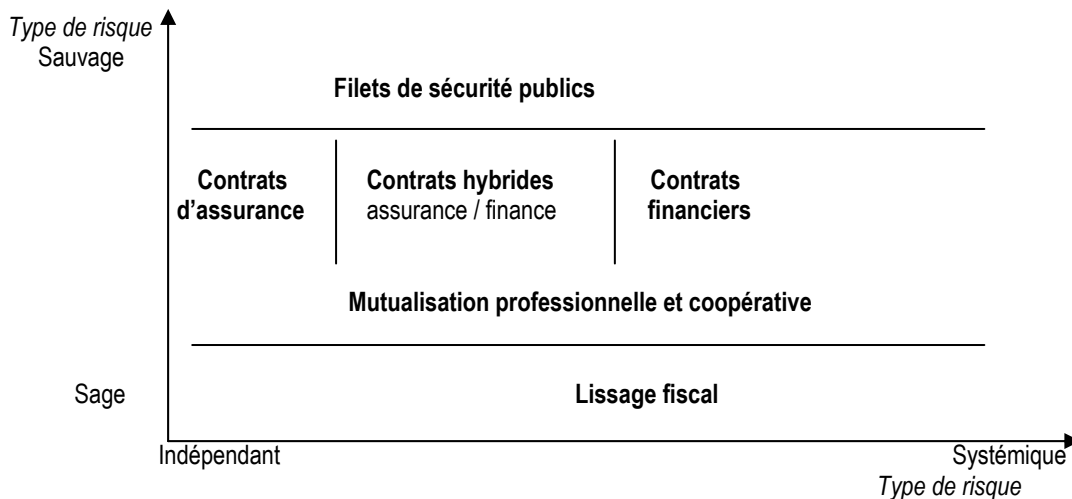 Type de risque
Sauvage
Filets de sécurité publics
Contrats
d’assurance
Contrats hybrides
assurance / finance
Contrats
financiers
Mutualisation professionnelle et coopérative
Sage
Lissage fiscal
Indépendant
Systémique
Type de risque